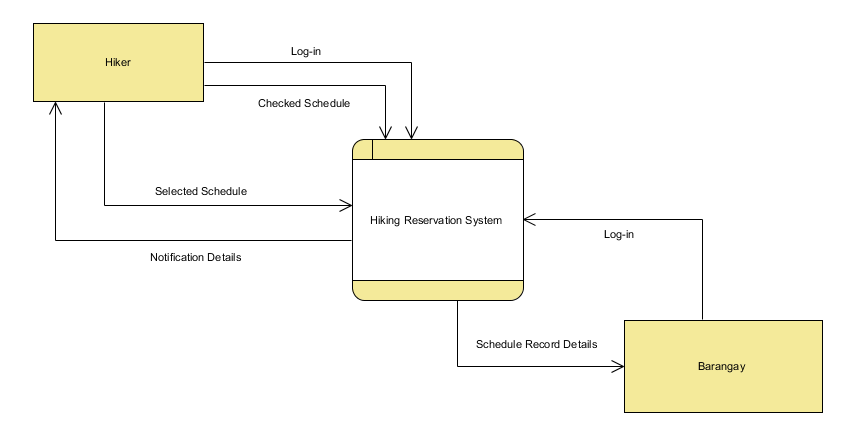 Hiker
Log-in
Checked Schedule
Selected Schedule
Hiking Reservation System
Log-in
Notification Details
Schedule Record Details
Barangay